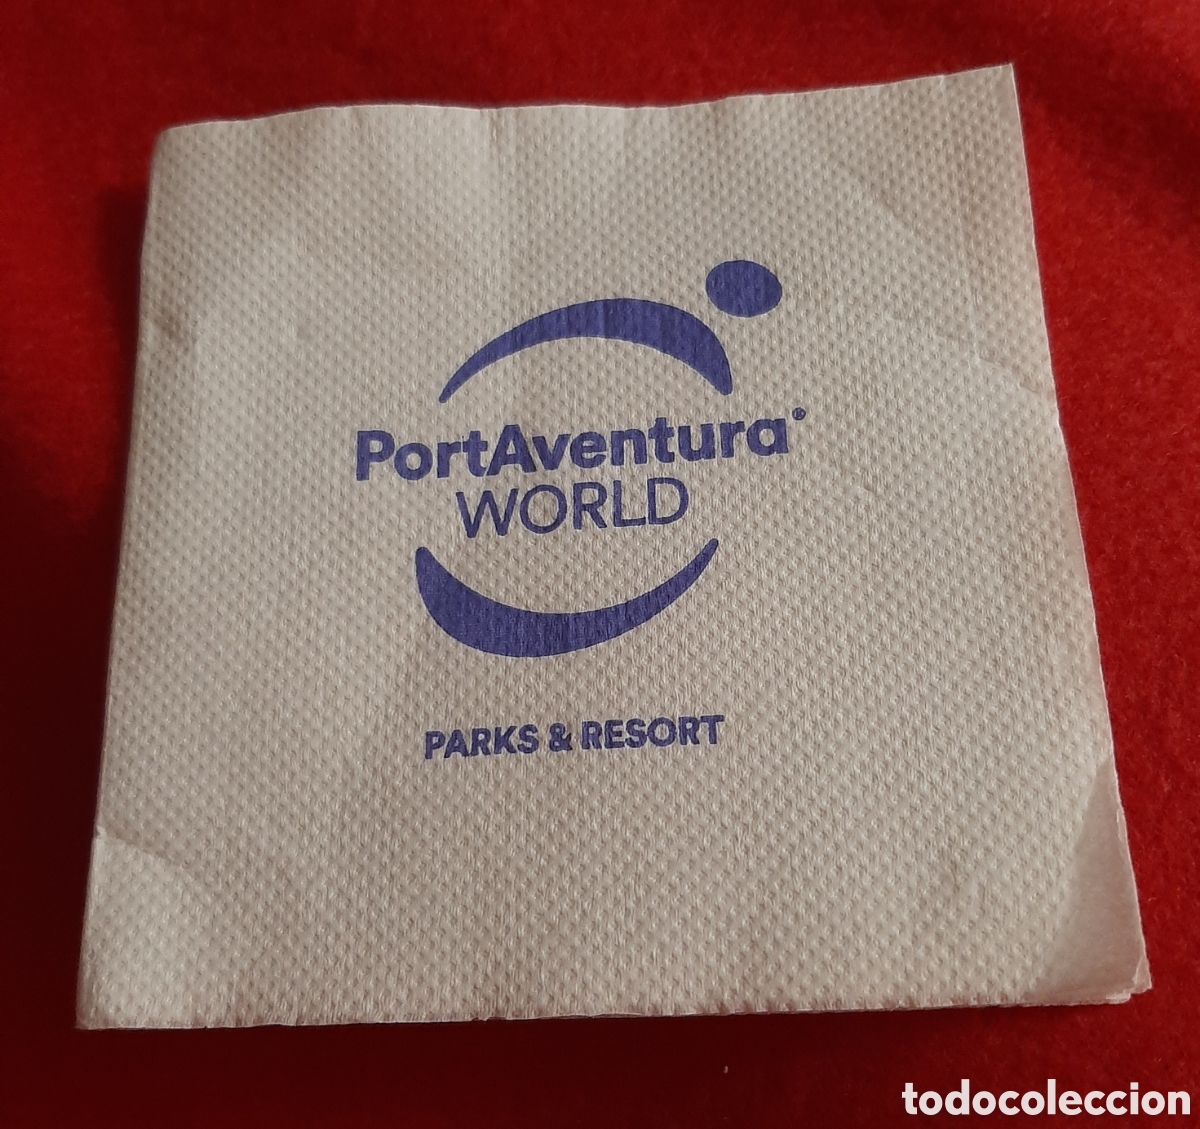 PortAventura®
WORLD
PARKS & RESORT
todocoleccion